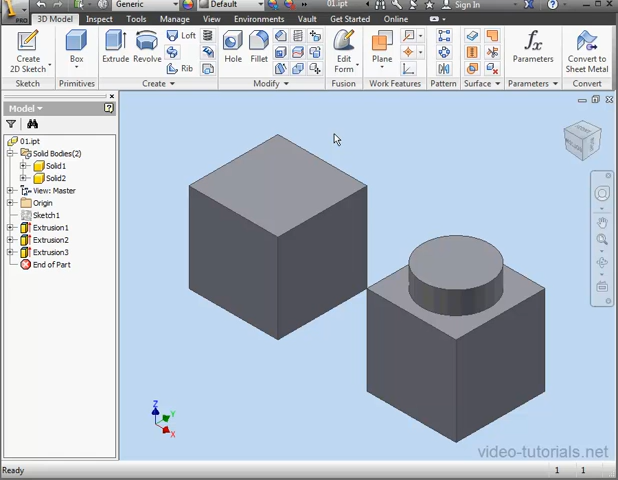 Generic
Default
01.ipt
Sign In
PRO
3D Model
Inspect
Tools
Manage
View
Environments
Vault
Get Started
Online
Create
2D Sketch
Box
Extrude
Revolve
Loft
Rib
Hole
Fillet
Edit
Form
Plane
Parameters
Convert to
Sheet Metal
Sketch
Primitives
Create
Modify
Fusion
Work Features
Pattern
Surface
Parameters
Convert
Model
01.ipt
Solid Bodies(2)
Solid1
Solid2
View: Master
Origin
Sketch1
Extrusion1
Extrusion2
Extrusion3
End of Part
Z
Y
X
video-tutorials.net
Ready
1
1